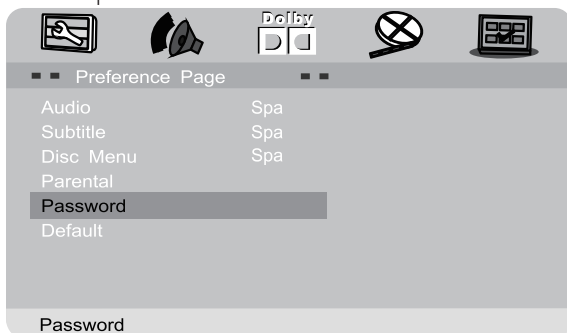 Dolby
Preference Page
Audio Spa
Subtitle Spa
Disc Menu Spa
Parental
Password
Default
Password